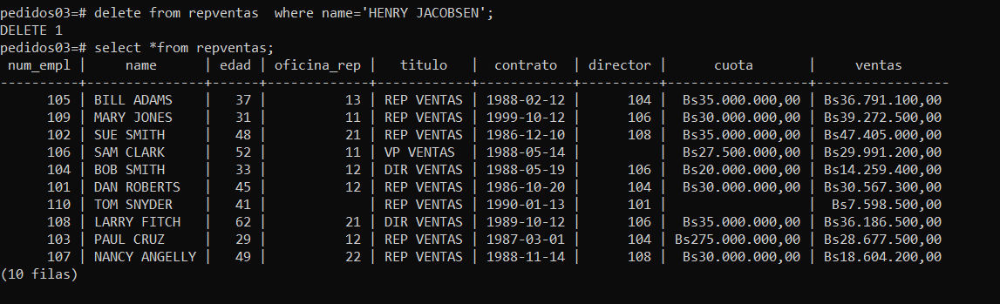 pedidos03=# delete from repventas  where name='HENRY JACOBSEN';
DELETE 1
pedidos03=# select *from repventas;
 num_empl |     name      | edad | oficina_rep |   titulo   |  contrato  | director |      cuota       |     ventas
----------+---------------+------+-------------+------------+------------+----------+------------------+-----------------
      105 | BILL ADAMS    |   37 |          13 | REP VENTAS | 1988-02-12 |      104 |  Bs35.000.000,00 | Bs36.791.100,00
      109 | MARY JONES    |   31 |          11 | REP VENTAS | 1999-10-12 |      106 |  Bs30.000.000,00 | Bs39.272.500,00
      102 | SUE SMITH     |   48 |          21 | REP VENTAS | 1986-12-10 |      108 |  Bs35.000.000,00 | Bs47.405.000,00
      106 | SAM CLARK     |   52 |          11 | VP VENTAS  | 1988-05-14 |          |  Bs27.500.000,00 | Bs29.991.200,00
      104 | BOB SMITH     |   33 |          12 | DIR VENTAS | 1988-05-19 |      106 |  Bs20.000.000,00 | Bs14.259.400,00
      101 | DAN ROBERTS   |   45 |          12 | REP VENTAS | 1986-10-20 |      104 |  Bs30.000.000,00 | Bs30.567.300,00
      110 | TOM SNYDER    |   41 |             | REP VENTAS | 1990-01-13 |      101 |                  |  Bs7.598.500,00
      108 | LARRY FITCH   |   62 |          21 | DIR VENTAS | 1989-10-12 |      106 |  Bs35.000.000,00 | Bs36.186.500,00
      103 | PAUL CRUZ     |   29 |          12 | REP VENTAS | 1987-03-01 |      104 | Bs275.000.000,00 | Bs28.677.500,00
      107 | NANCY ANGELLY |   49 |          22 | REP VENTAS | 1988-11-14 |      108 |  Bs30.000.000,00 | Bs18.604.200,00
(10 filas)